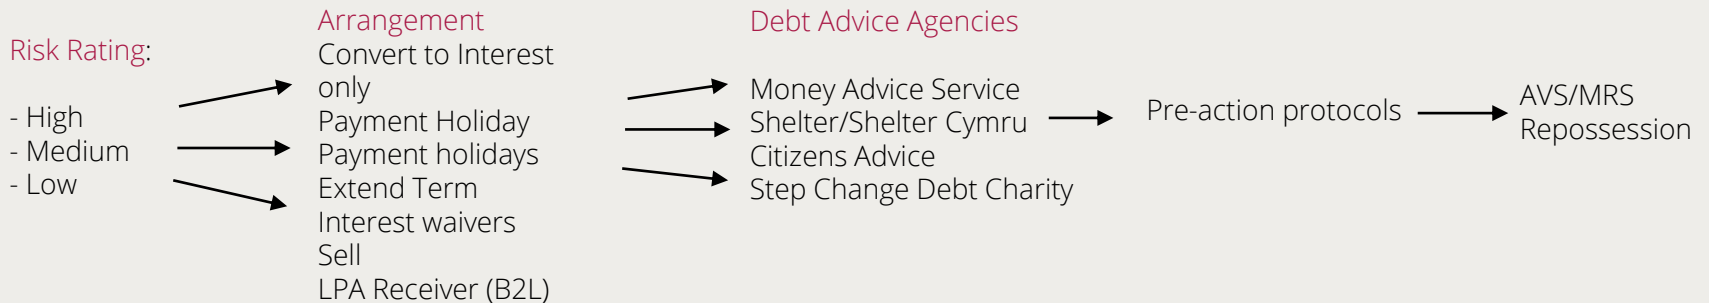 Risk Rating:
- High
- Medium
- Low
Arrangement
Convert to Interest
only
Payment Holiday
Payment holidays
Extend Term
Interest waivers
Sell
LPA Receiver (B2L)
Debt Advice Agencies
Money Advice Service
Shelter/Shelter Cymru
Citizens Advice
Step Change Debt Charity
Pre-action protocols
AVS/MRS
Repossession